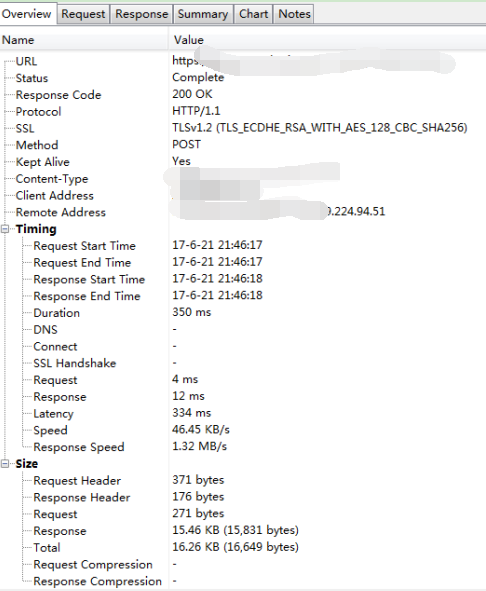 Overview Request Response Summary Chart Notes
Name Value
URL https:
Status Complete
Response Code 200 OK
Protocol HTTP/1.1
SSL TLSv1.2 (TLS_ECDHE_RSA_WITH_AES_128_CBC_SHA256)
Method POST
Kept Alive Yes
Content-Type
Client Address
Remote Address .224.94.51
Timing
Request Start Time 17-6-21 21:46:17
Request End Time 17-6-21 21:46:17
Response Start Time 17-6-21 21:46:18
Response End Time 17-6-21 21:46:18
Duration 350 ms
DNS -
Connect -
SSL Handshake -
Request 4 ms
Response 12 ms
Latency 334 ms
Speed 46.45 KB/s
Response Speed 1.32 MB/s
Size
Request Header 371 bytes
Response Header 176 bytes
Request 271 bytes
Response 15.46 KB (15,831 bytes)
Total 16.26 KB (16,649 bytes)
Request Compression -
Response Compression -